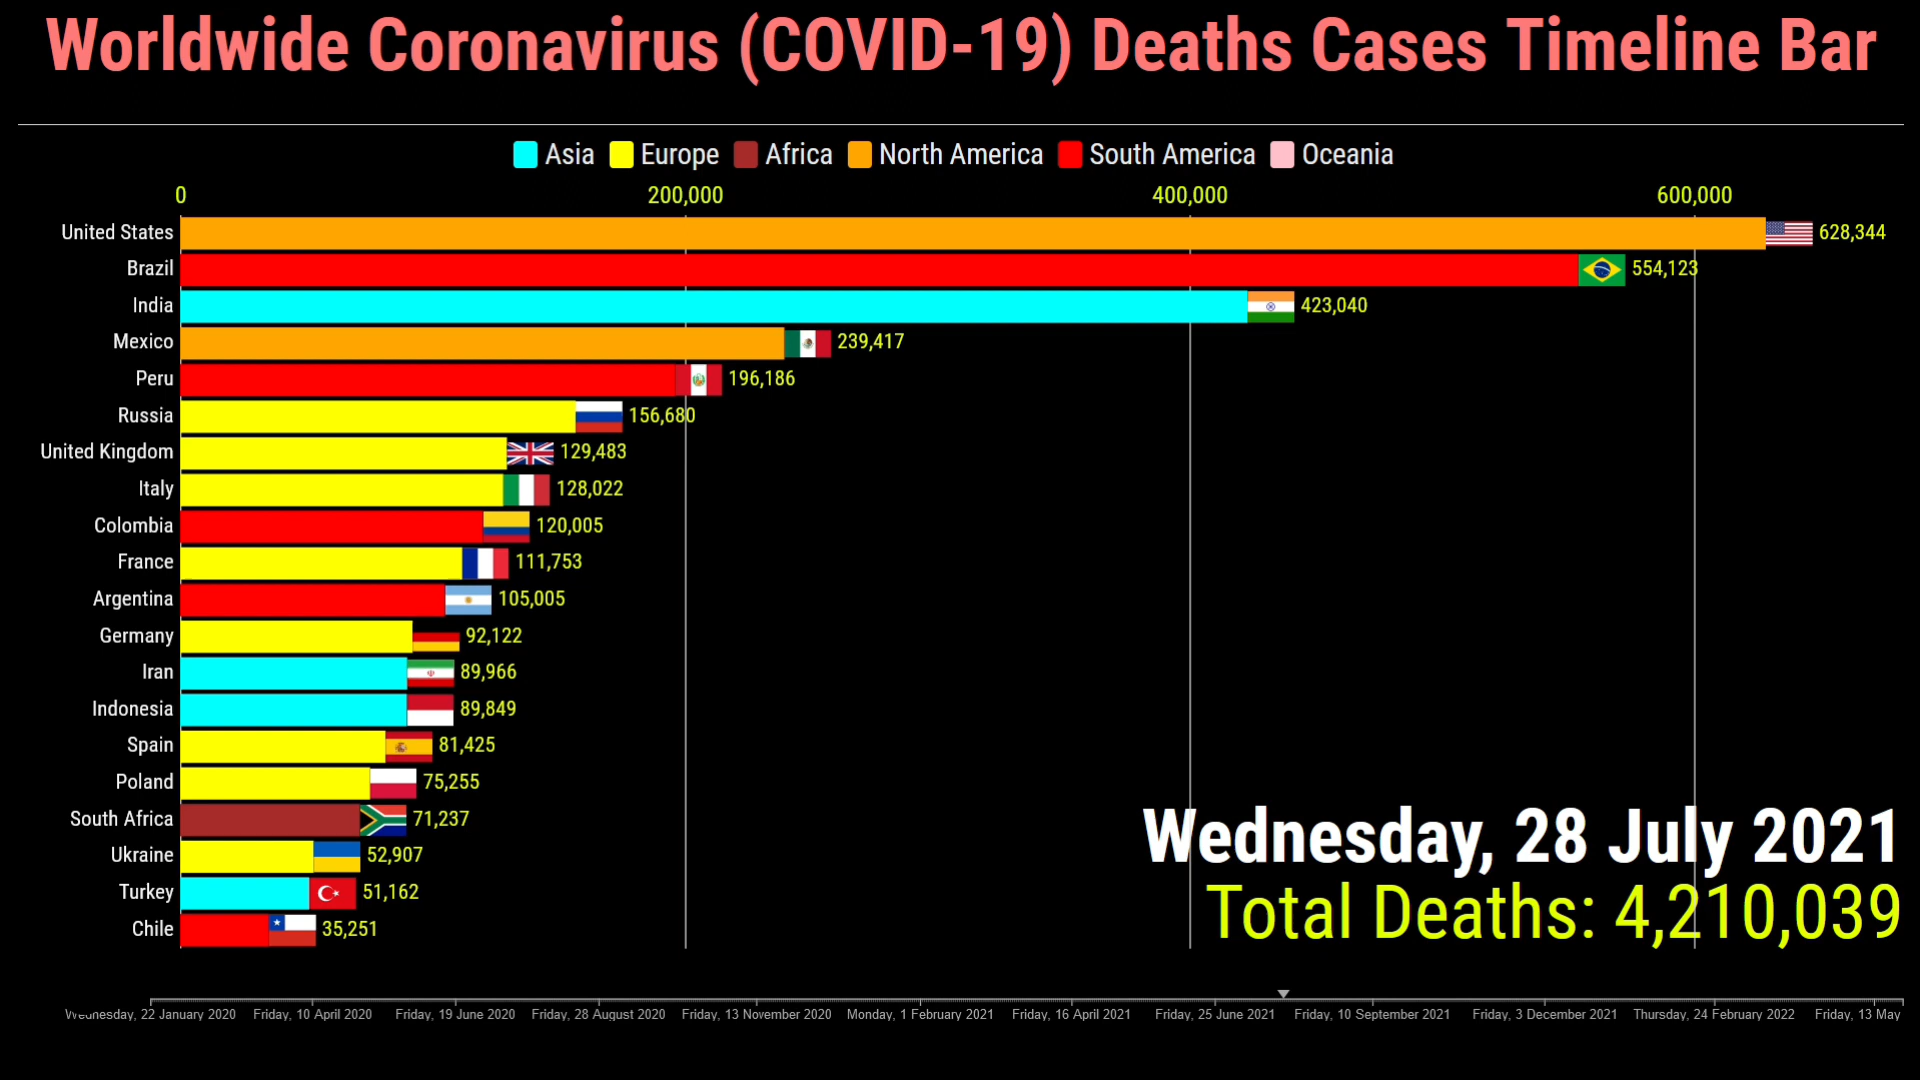 Worldwide Coronavirus (COVID-19) Deaths Cases Timeline Bar
Asia Europe Africa North America South America Oceania
0 200,000 400,000 600,000
United States 628,344
Brazil 554,123
India 423,040
Mexico 239,417
Peru 196,186
Russia 156,680
United Kingdom 129,483
Italy 128,022
Colombia 120,005
France 111,753
Argentina 105,005
Germany 92,122
Iran 89,966
Indonesia 89,849
Spain 81,425
Poland 75,255
South Africa 71,237
Ukraine 52,907
Turkey 51,162
Chile 35,251
Wednesday, 28 July 2021
Total Deaths: 4,210,039
Wednesday, 22 January 2020 Friday, 10 April 2020 Friday, 19 June 2020 Friday, 28 August 2020 Friday, 13 November 2020 Monday, 1 February 2021 Friday, 16 April 2021 Friday, 25 June 2021 Friday, 10 September 2021 Friday, 3 December 2021 Thursday, 24 February 2022 Friday, 13 May